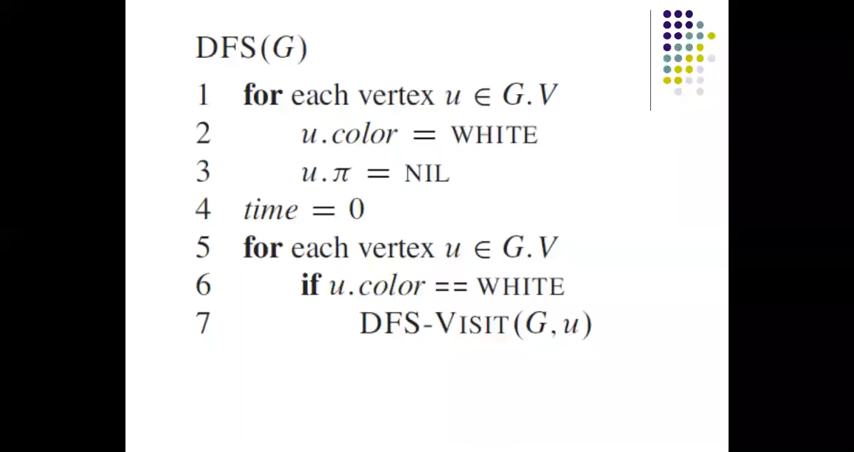 DFS(G)
1 for each vertex u ∈ G.V
2 u.color = WHITE
3 u.π = NIL
4 time = 0
5 for each vertex u ∈ G.V
6 if u.color == WHITE
7 DFS-VISIT(G, u)